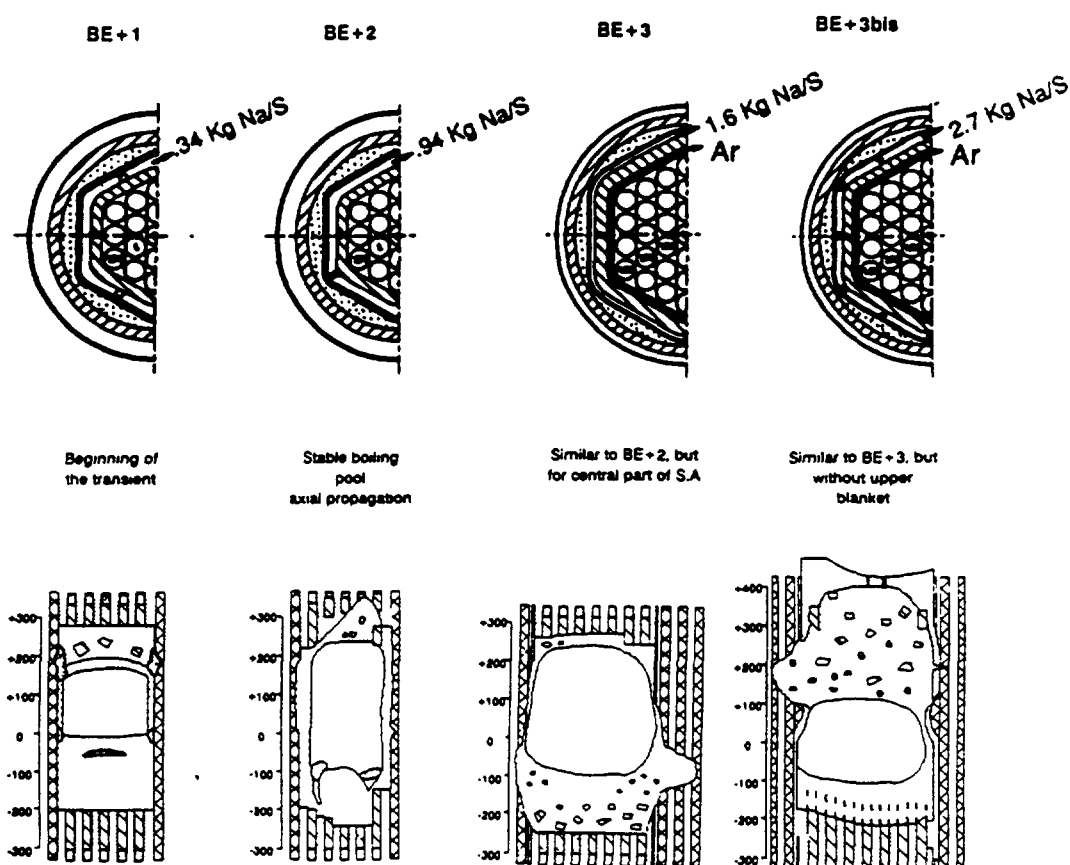 BE+1
BE+2
BE+3
BE+3bis
.34 Kg Na/S
.94 Kg Na/S
1.6 Kg Na/S
Ar
2.7 Kg Na/S
Ar
Beginning of
the transient
Stable boiling
pool
axial propagation
Similar to BE+2, but
for central part of S.A
Similar to BE+3, but
without upper
blanket
+300
+200
+100
0
-100
-200
-300
+300
+200
+100
0
-100
-200
-300
+300
+200
+100
0
-100
-200
-300
+400
+300
+200
+100
0
-100
-200
-300